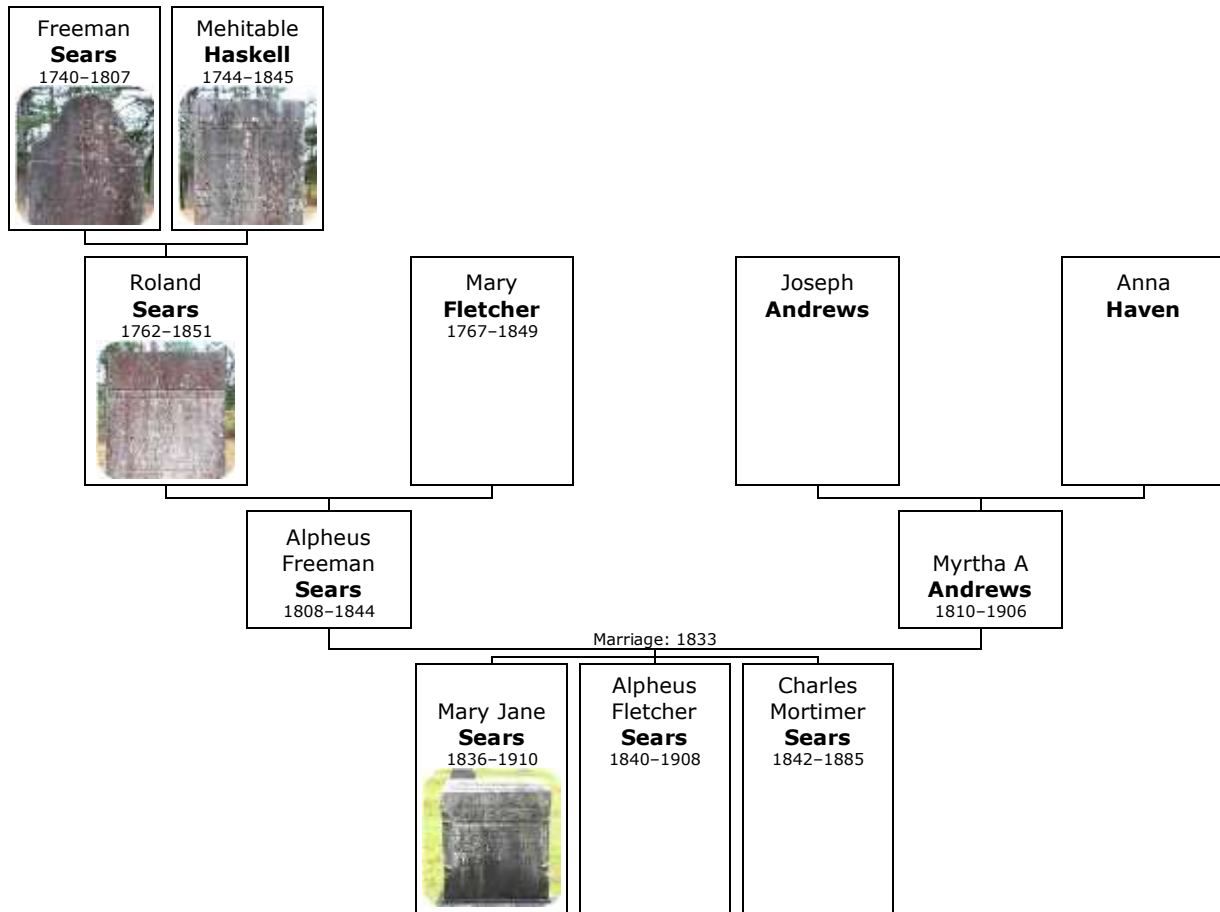 Freeman
Sears
1740–1807
Mehitable
Haskell
1744–1845
Roland
Sears
1762–1851
Mary
Fletcher
1767–1849
Joseph
Andrews
Anna
Haven
Alpheus
Freeman
Sears
1808–1844
Myrtha A
Andrews
1810–1906
Marriage: 1833
Mary Jane
Sears
1836–1910
Alpheus
Fletcher
Sears
1840–1908
Charles
Mortimer
Sears
1842–1885